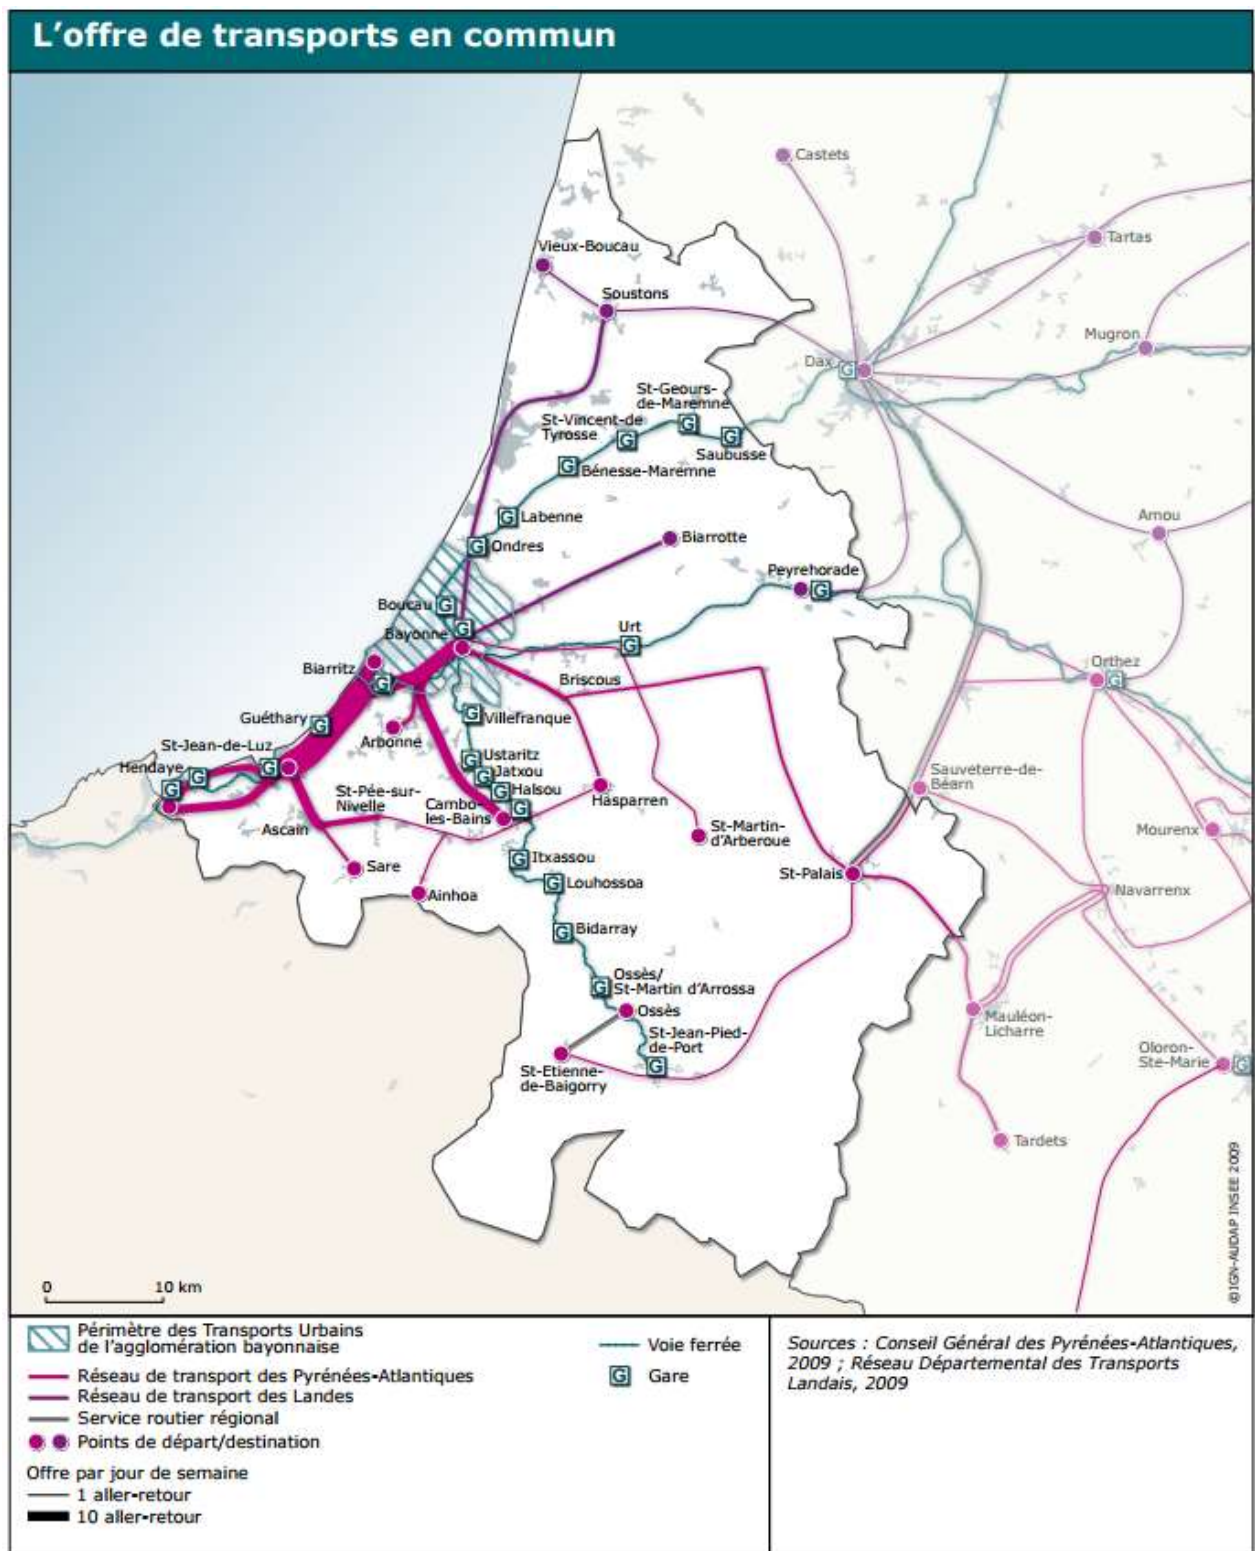 L'offre de transports en commun
Castets
Tartas
Vieux-Boucau
Soustons
Mugron
Dax
G
St-Geours-
de-Maremne
St-Vincent-de
Tyrosse
G
G
G
Saubusse
G
Bénesse-Maremne
G
Labenne
Amou
G
Ondres
Biarrotte
Peyrehorade
G
Boucau
G
G
Bayonne
Urt
G
Biarritz
G
Orthez
G
Briscous
Guéthary
G
G
Villefranque
Arbonne
St-Jean-de-Luz
G
Hendaye
G
G
G
Ustaritz
G
Jatxou
G
Halsou
G
St-Pée-sur-
Nivelle
Cambo-
les-Bains
Hasparren
Sauveterre-de-
Béarn
Ascain
St-Martin-
d'Arberoue
Mourenx
Sare
G
Itxassou
St-Palais
G
Louhossoa
Ainhoa
Navarrenx
G
Bidarray
G
Ossès/
St-Martin d'Arrossa
Ossès
Mauléon-
Licharre
St-Jean-Pied-
de-Port
G
St-Etienne-
de-Baigorry
Oloron-
Ste-Marie
G
Tardets
©IGN-AUDAP INSEE 2009
0 10 km
Périmètre des Transports Urbains
de l'agglomération bayonnaise
Réseau de transport des Pyrénées-Atlantiques
Réseau de transport des Landes
Service routier régional
Points de départ/destination
Offre par jour de semaine
1 aller-retour
10 aller-retour
Voie ferrée
G Gare
Sources : Conseil Général des Pyrénées-Atlantiques,
2009 ; Réseau Départemental des Transports
Landais, 2009